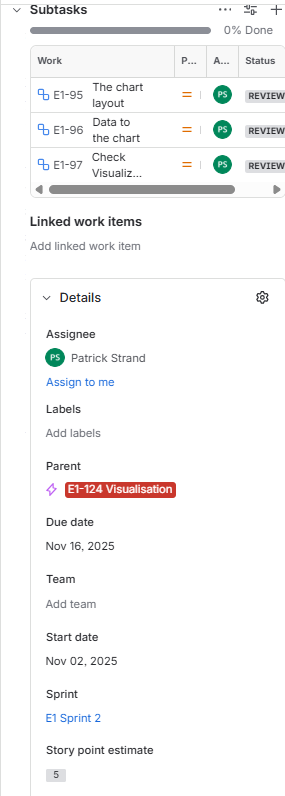 Subtasks
0% Done
Work P... A... Status
E1-95 The chart
layout PS REVIEW
E1-96 Data to
the chart PS REVIEW
E1-97 Check
Visualiz... PS REVIEW
Linked work items
Add linked work item
Details
Assignee
PS Patrick Strand
Assign to me
Labels
Add labels
Parent
E1-124 Visualisation
Due date
Nov 16, 2025
Team
Add team
Start date
Nov 02, 2025
Sprint
E1 Sprint 2
Story point estimate
5